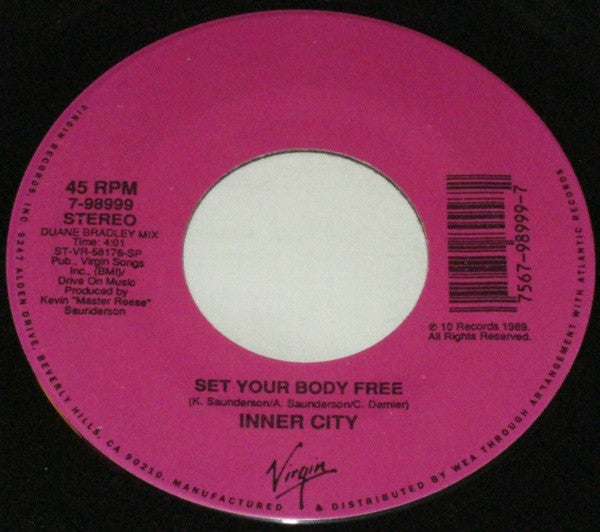 45 RPM
7-98999
STEREO
DUANE BRADLEY MIX
Time: 4:01
ST-VR-58176-SP
Pub., Virgin Songs
Inc., (BMI)/
Drive On Music
Produced by
Kevin "Master Reese"
Saunderson
7567-98999-7
℗ 10 Records 1989.
All Rights Reserved.
SET YOUR BODY FREE
(K. Saunderson/A. Saunderson/C. Damier)
INNER CITY
Virgin
VIRGIN RECORDS, INC. 9247 ALDEN DRIVE, BEVERLY HILLS, CA 90210. MANUFACTURED & DISTRIBUTED BY WEA THROUGH ARRANGEMENT WITH ATLANTIC RECORDS